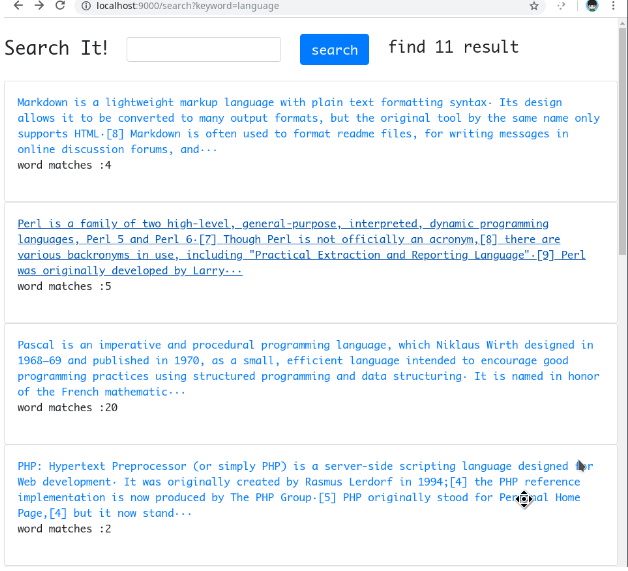 localhost:9000/search?keyword=language
Search It!
search
find 11 result
Markdown is a lightweight markup language with plain text formatting syntax. Its design
allows it to be converted to many output formats, but the original tool by the same name only
supports HTML.[8] Markdown is often used to format readme files, for writing messages in
online discussion forums, and...
word matches :4
Perl is a family of two high-level, general-purpose, interpreted, dynamic programming
languages, Perl 5 and Perl 6.[7] Though Perl is not officially an acronym,[8] there are
various backronyms in use, including "Practical Extraction and Reporting Language".[9] Perl
was originally developed by Larry...
word matches :5
Pascal is an imperative and procedural programming language, which Niklaus Wirth designed in
1968–69 and published in 1970, as a small, efficient language intended to encourage good
programming practices using structured programming and data structuring. It is named in honor
of the French mathematic...
word matches :20
PHP: Hypertext Preprocessor (or simply PHP) is a server-side scripting language designed for
Web development. It was originally created by Rasmus Lerdorf in 1994;[4] the PHP reference
implementation is now produced by The PHP Group.[5] PHP originally stood for Personal Home
Page,[4] but it now stand...
word matches :2